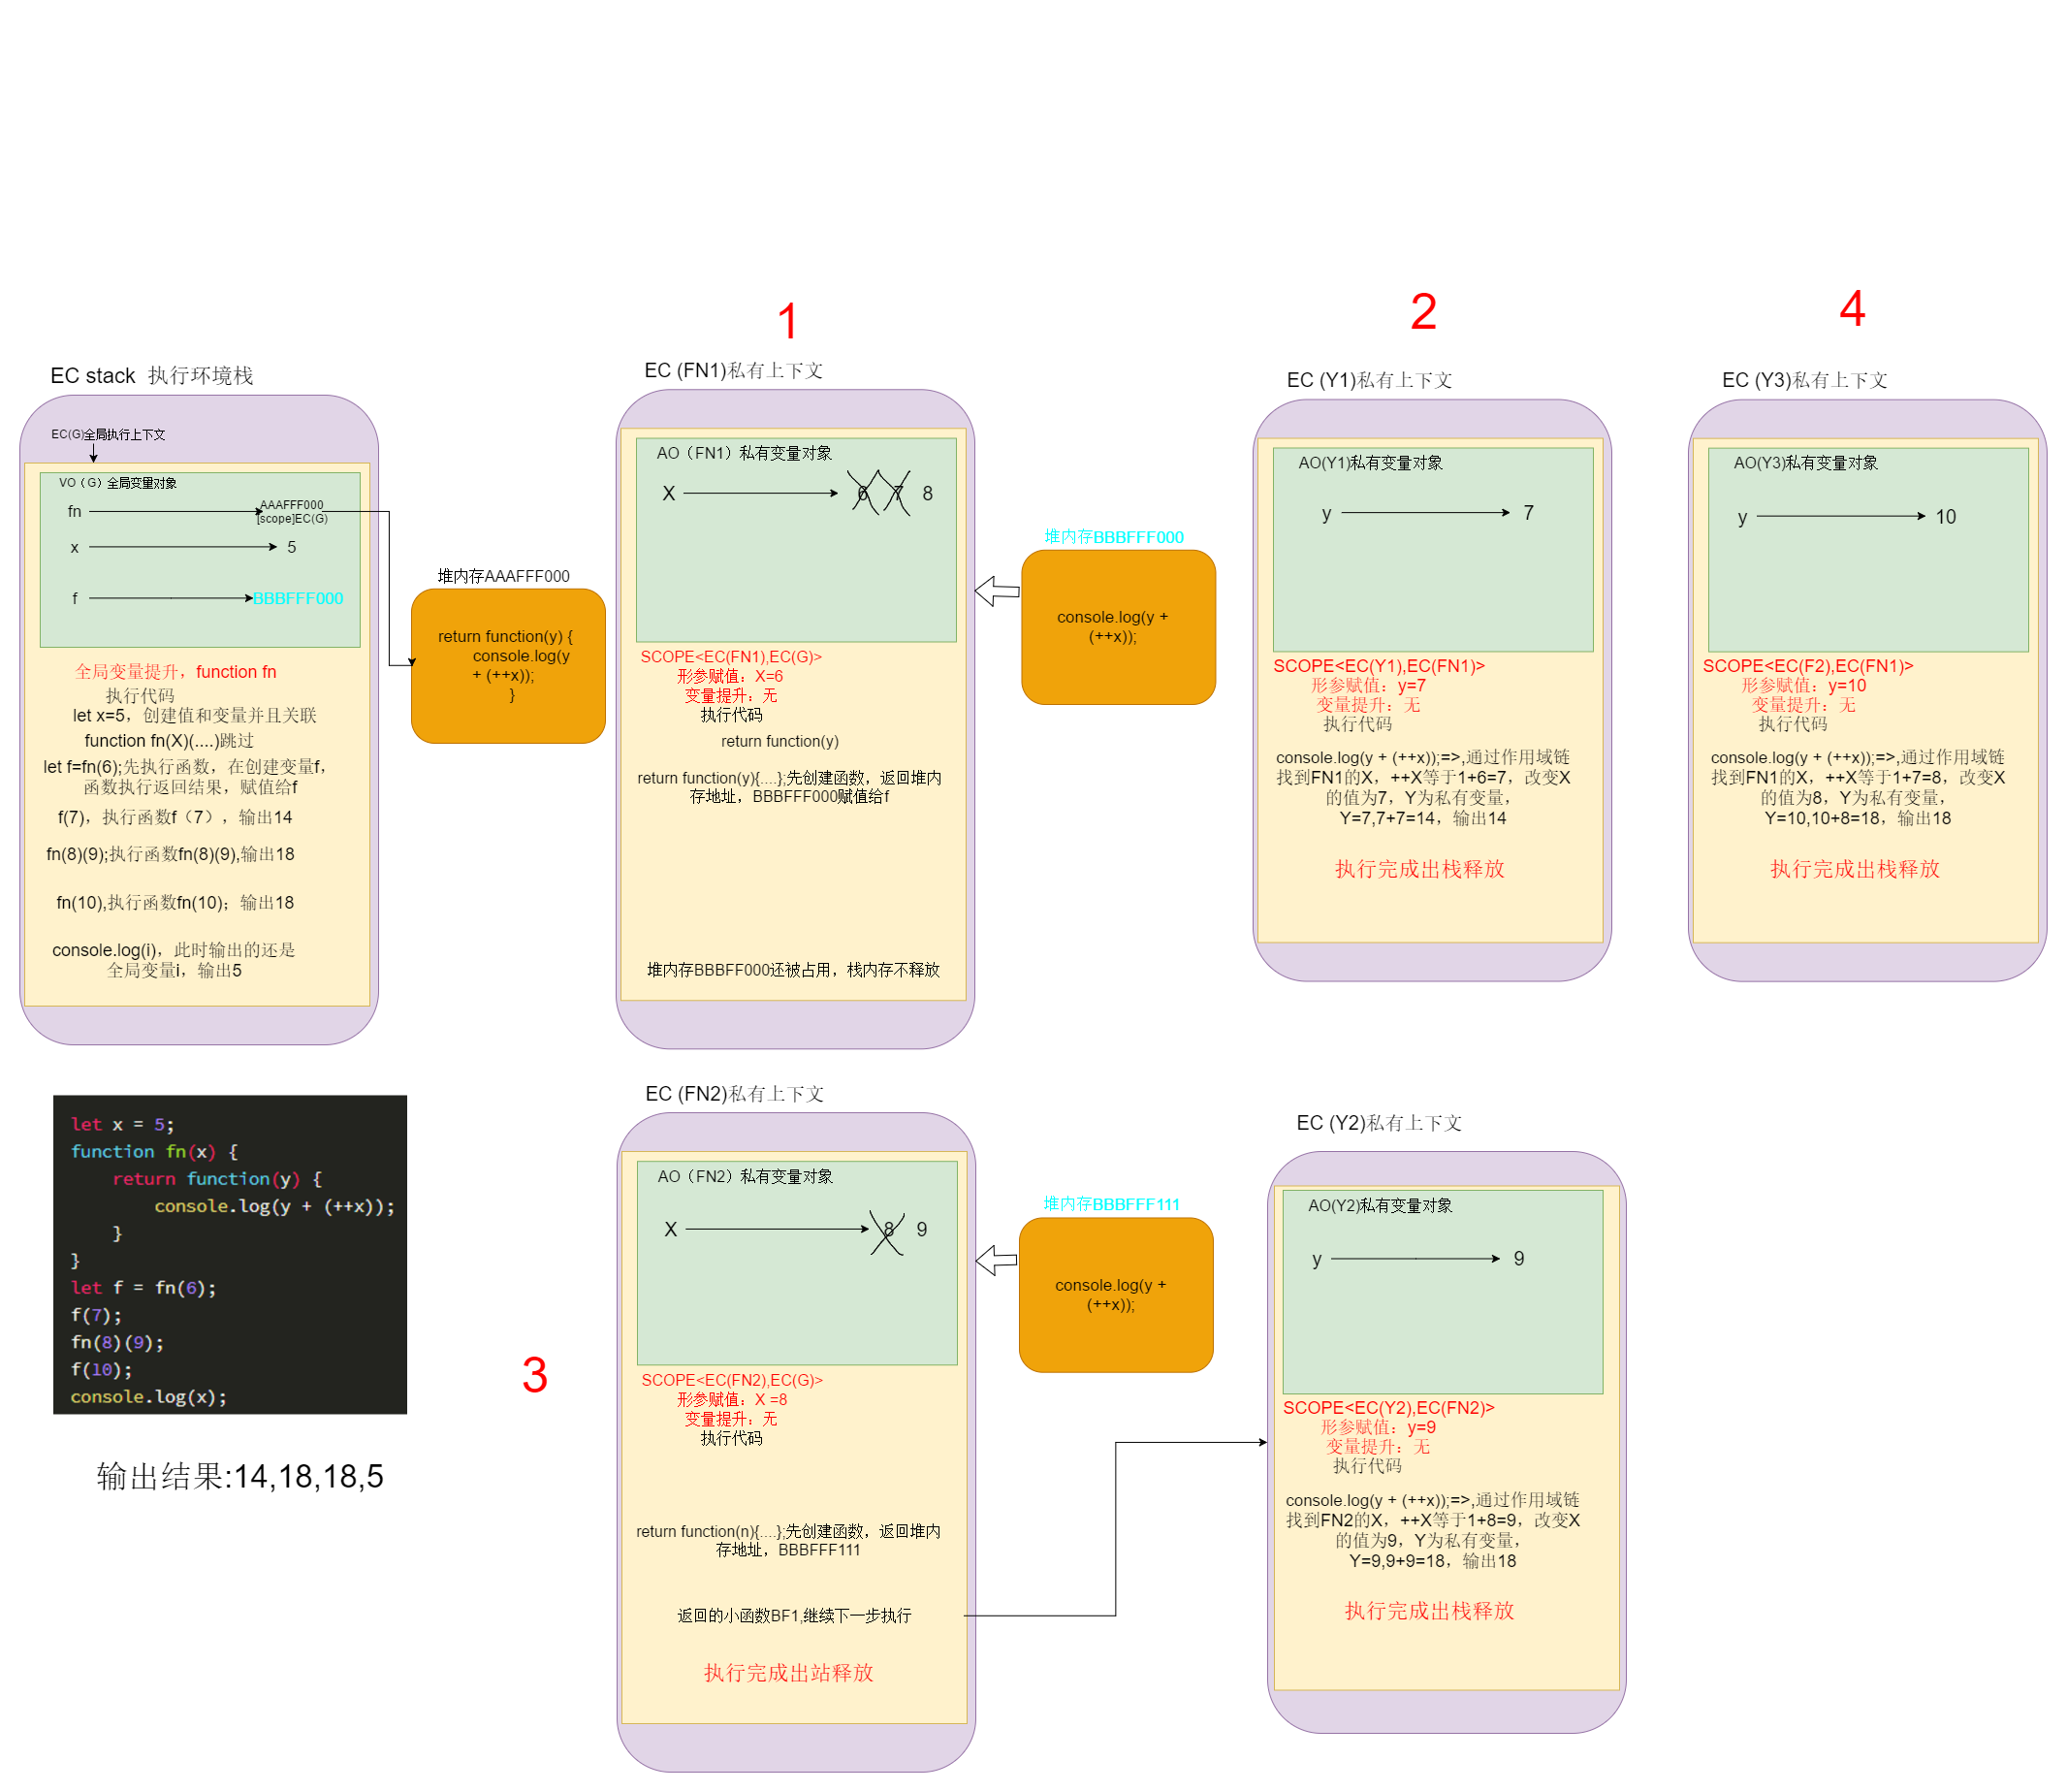 1
2
4
EC stack  执行环境栈
EC(G)全局执行上下文
VO（G）全局变量对象
fn
AAAFFF000
[scope]EC(G)
x
5
f
BBBFFF000
全局变量提升，function fn
执行代码
let x=5，创建值和变量并且关联
function fn(X)(....)跳过
let f=fn(6);先执行函数，在创建变量f，
函数执行返回结果，赋值给f
f(7)，执行函数f（7），输出14
fn(8)(9);执行函数fn(8)(9),输出18
fn(10),执行函数fn(10)；输出18
console.log(i)，此时输出的还是
全局变量i，输出5
堆内存AAAFFF000
return function(y) {
console.log(y
+ (++x));
}
EC (FN1)私有上下文
AO（FN1）私有变量对象
X
6
7
8
SCOPE<EC(FN1),EC(G)>
形参赋值：X=6
变量提升：无
执行代码
return function(y)
return function(y){....};先创建函数，返回堆内
存地址，BBBFFF000赋值给f
堆内存BBBFF000还被占用，栈内存不释放
堆内存BBBFFF000
console.log(y +
(++x));
EC (Y1)私有上下文
AO(Y1)私有变量对象
y
7
SCOPE<EC(Y1),EC(FN1)>
形参赋值：y=7
变量提升：无
执行代码
console.log(y + (++x));=>,通过作用域链
找到FN1的X，++X等于1+6=7，改变X
的值为7，Y为私有变量，
Y=7,7+7=14，输出14
执行完成出栈释放
EC (Y3)私有上下文
AO(Y3)私有变量对象
y
10
SCOPE<EC(F2),EC(FN1)>
形参赋值：y=10
变量提升：无
执行代码
console.log(y + (++x));=>,通过作用域链
找到FN1的X，++X等于1+7=8，改变X
的值为8，Y为私有变量，
Y=10,10+8=18，输出18
执行完成出栈释放
let x = 5;
function fn(x) {
return function(y) {
console.log(y + (++x));
}
}
let f = fn(6);
f(7);
fn(8)(9);
f(10);
console.log(x);
输出结果:14,18,18,5
3
EC (FN2)私有上下文
AO（FN2）私有变量对象
X
8
9
SCOPE<EC(FN2),EC(G)>
形参赋值：X =8
变量提升：无
执行代码
return function(n){....};先创建函数，返回堆内
存地址，BBBFFF111
返回的小函数BF1,继续下一步执行
执行完成出站释放
堆内存BBBFFF111
console.log(y +
(++x));
EC (Y2)私有上下文
AO(Y2)私有变量对象
y
9
SCOPE<EC(Y2),EC(FN2)>
形参赋值：y=9
变量提升：无
执行代码
console.log(y + (++x));=>,通过作用域链
找到FN2的X，++X等于1+8=9，改变X
的值为9，Y为私有变量，
Y=9,9+9=18，输出18
执行完成出栈释放